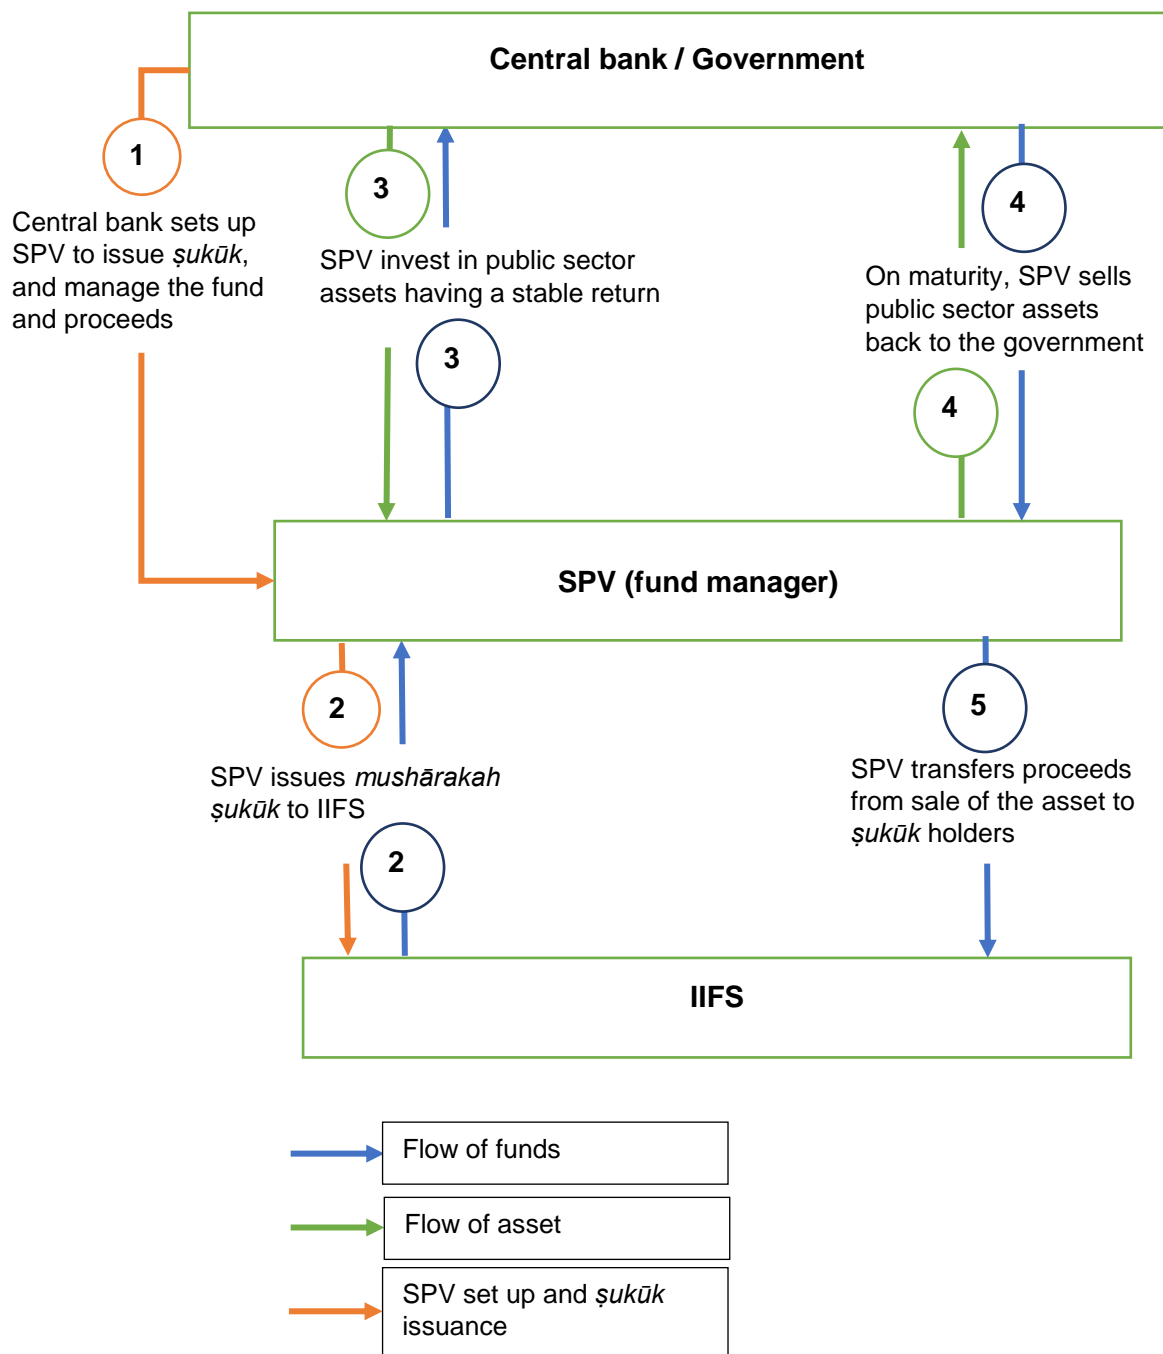 Central bank / Government
1
Central bank sets up
SPV to issue ṣukūk,
and manage the fund
and proceeds
3
SPV invest in public sector
assets having a stable return
3
4
On maturity, SPV sells
public sector assets
back to the government
4
SPV (fund manager)
2
SPV issues mushārakah
ṣukūk to IIFS
2
5
SPV transfers proceeds
from sale of the asset to
ṣukūk holders
IIFS
Flow of funds
Flow of asset
SPV set up and ṣukūk
issuance